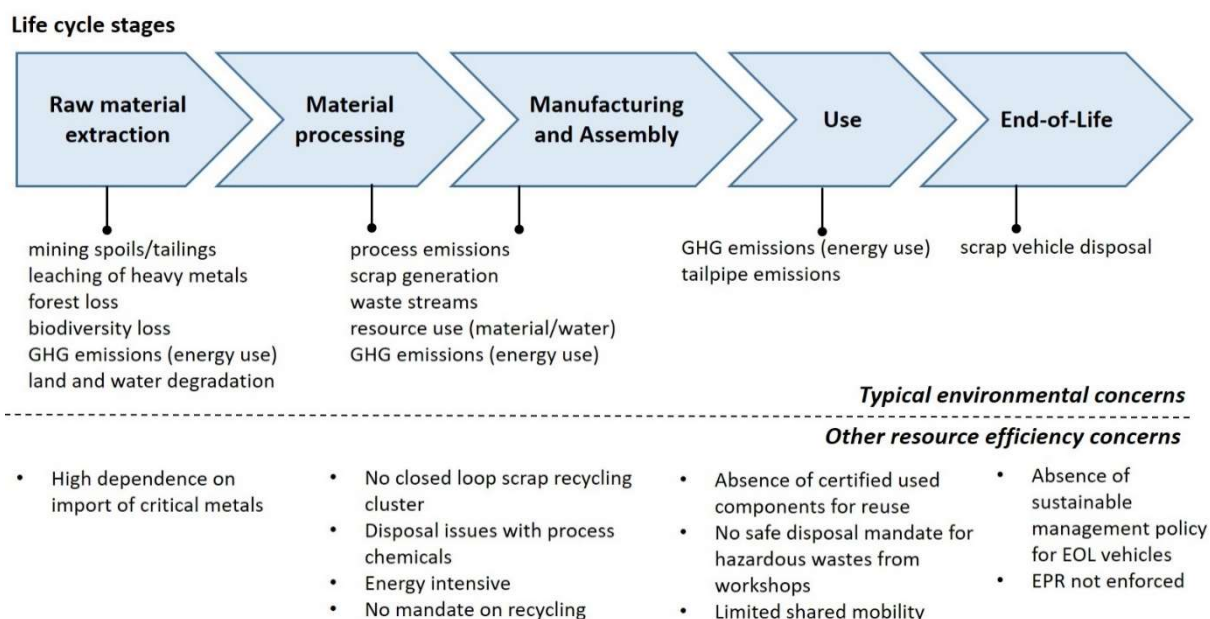 Life cycle stages
Raw material
extraction
Material
processing
Manufacturing
and Assembly
Use
End-of-Life
mining spoils/tailings
leaching of heavy metals
forest loss
biodiversity loss
GHG emissions (energy use)
land and water degradation
process emissions
scrap generation
waste streams
resource use (material/water)
GHG emissions (energy use)
GHG emissions (energy use)
tailpipe emissions
scrap vehicle disposal
Typical environmental concerns
Other resource efficiency concerns
• High dependence on
import of critical metals
• No closed loop scrap recycling
cluster
• Disposal issues with process
chemicals
• Energy intensive
• No mandate on recycling
• Absence of certified used
components for reuse
• No safe disposal mandate for
hazardous wastes from
workshops
• Limited shared mobility
• Absence of
sustainable
management policy
for EOL vehicles
• EPR not enforced